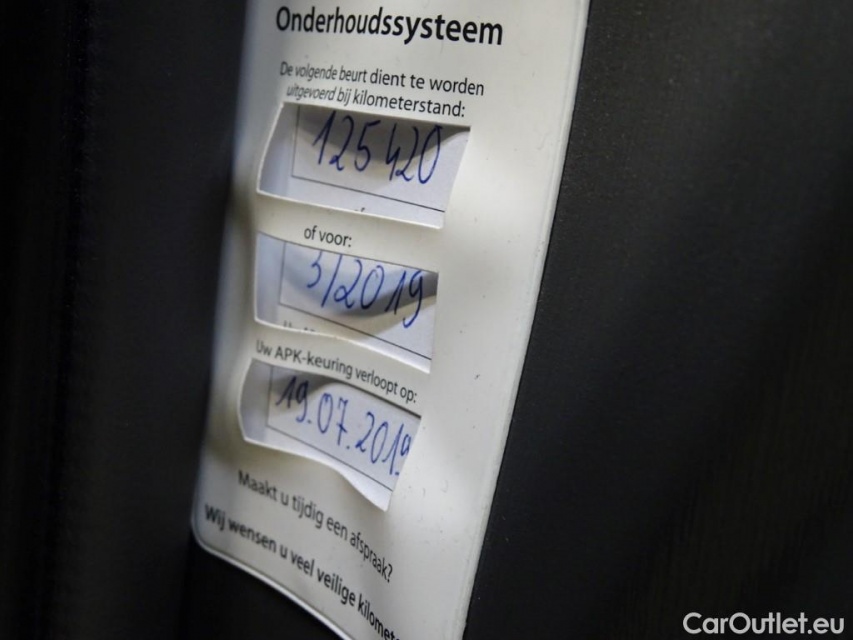 Onderhoudssysteem
De volgende beurt dient te worden
uitgevoerd bij kilometerstand:
125420
of voor:
3/2019
Uw APK-keuring verloopt op:
19.07.2019
Maakt u tijdig een afspraak?
Wij wensen u veel veilige kilomet
CarOutlet.eu